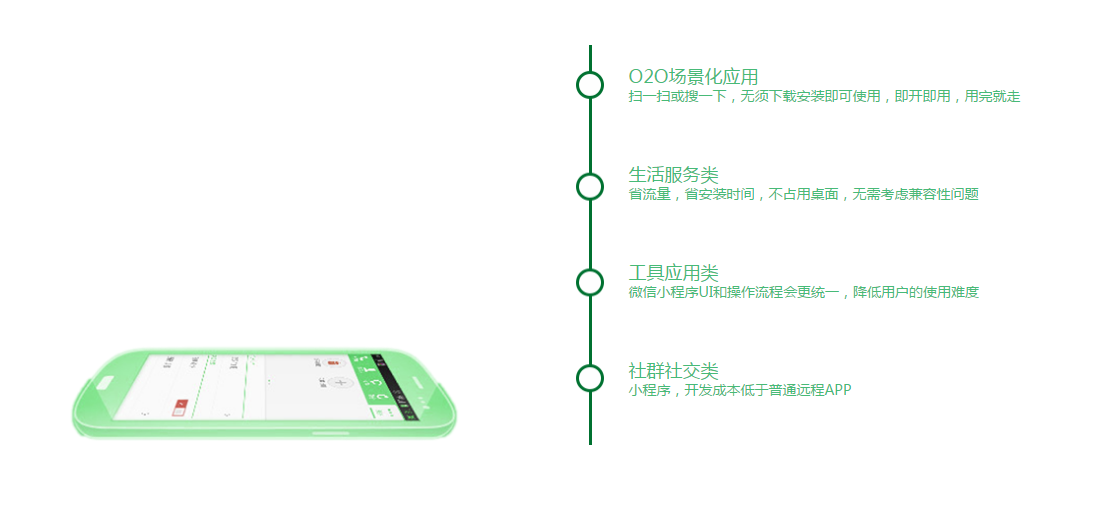 O2O场景化应用
扫一扫或搜一下，无须下载安装即可使用，即开即用，用完就走
生活服务类
省流量，省安装时间，不占用桌面，无需考虑兼容性问题
工具应用类
微信小程序UI和操作流程会更统一，降低用户的使用难度
社群社交类
小程序，开发成本低于普通远程APP